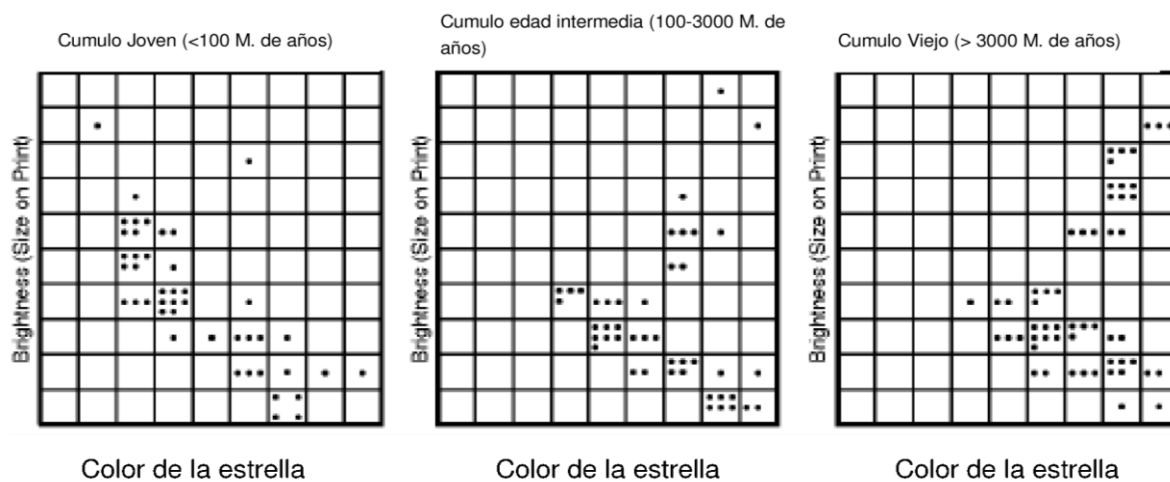 Cumulo Joven (<100 M. de años)
Cumulo edad intermedia (100-3000 M. de
años)
Cumulo Viejo (> 3000 M. de años)
Brightness (Size on Print)
Brightness (Size on Print)
Brightness (Size on Print)
Color de la estrella
Color de la estrella
Color de la estrella